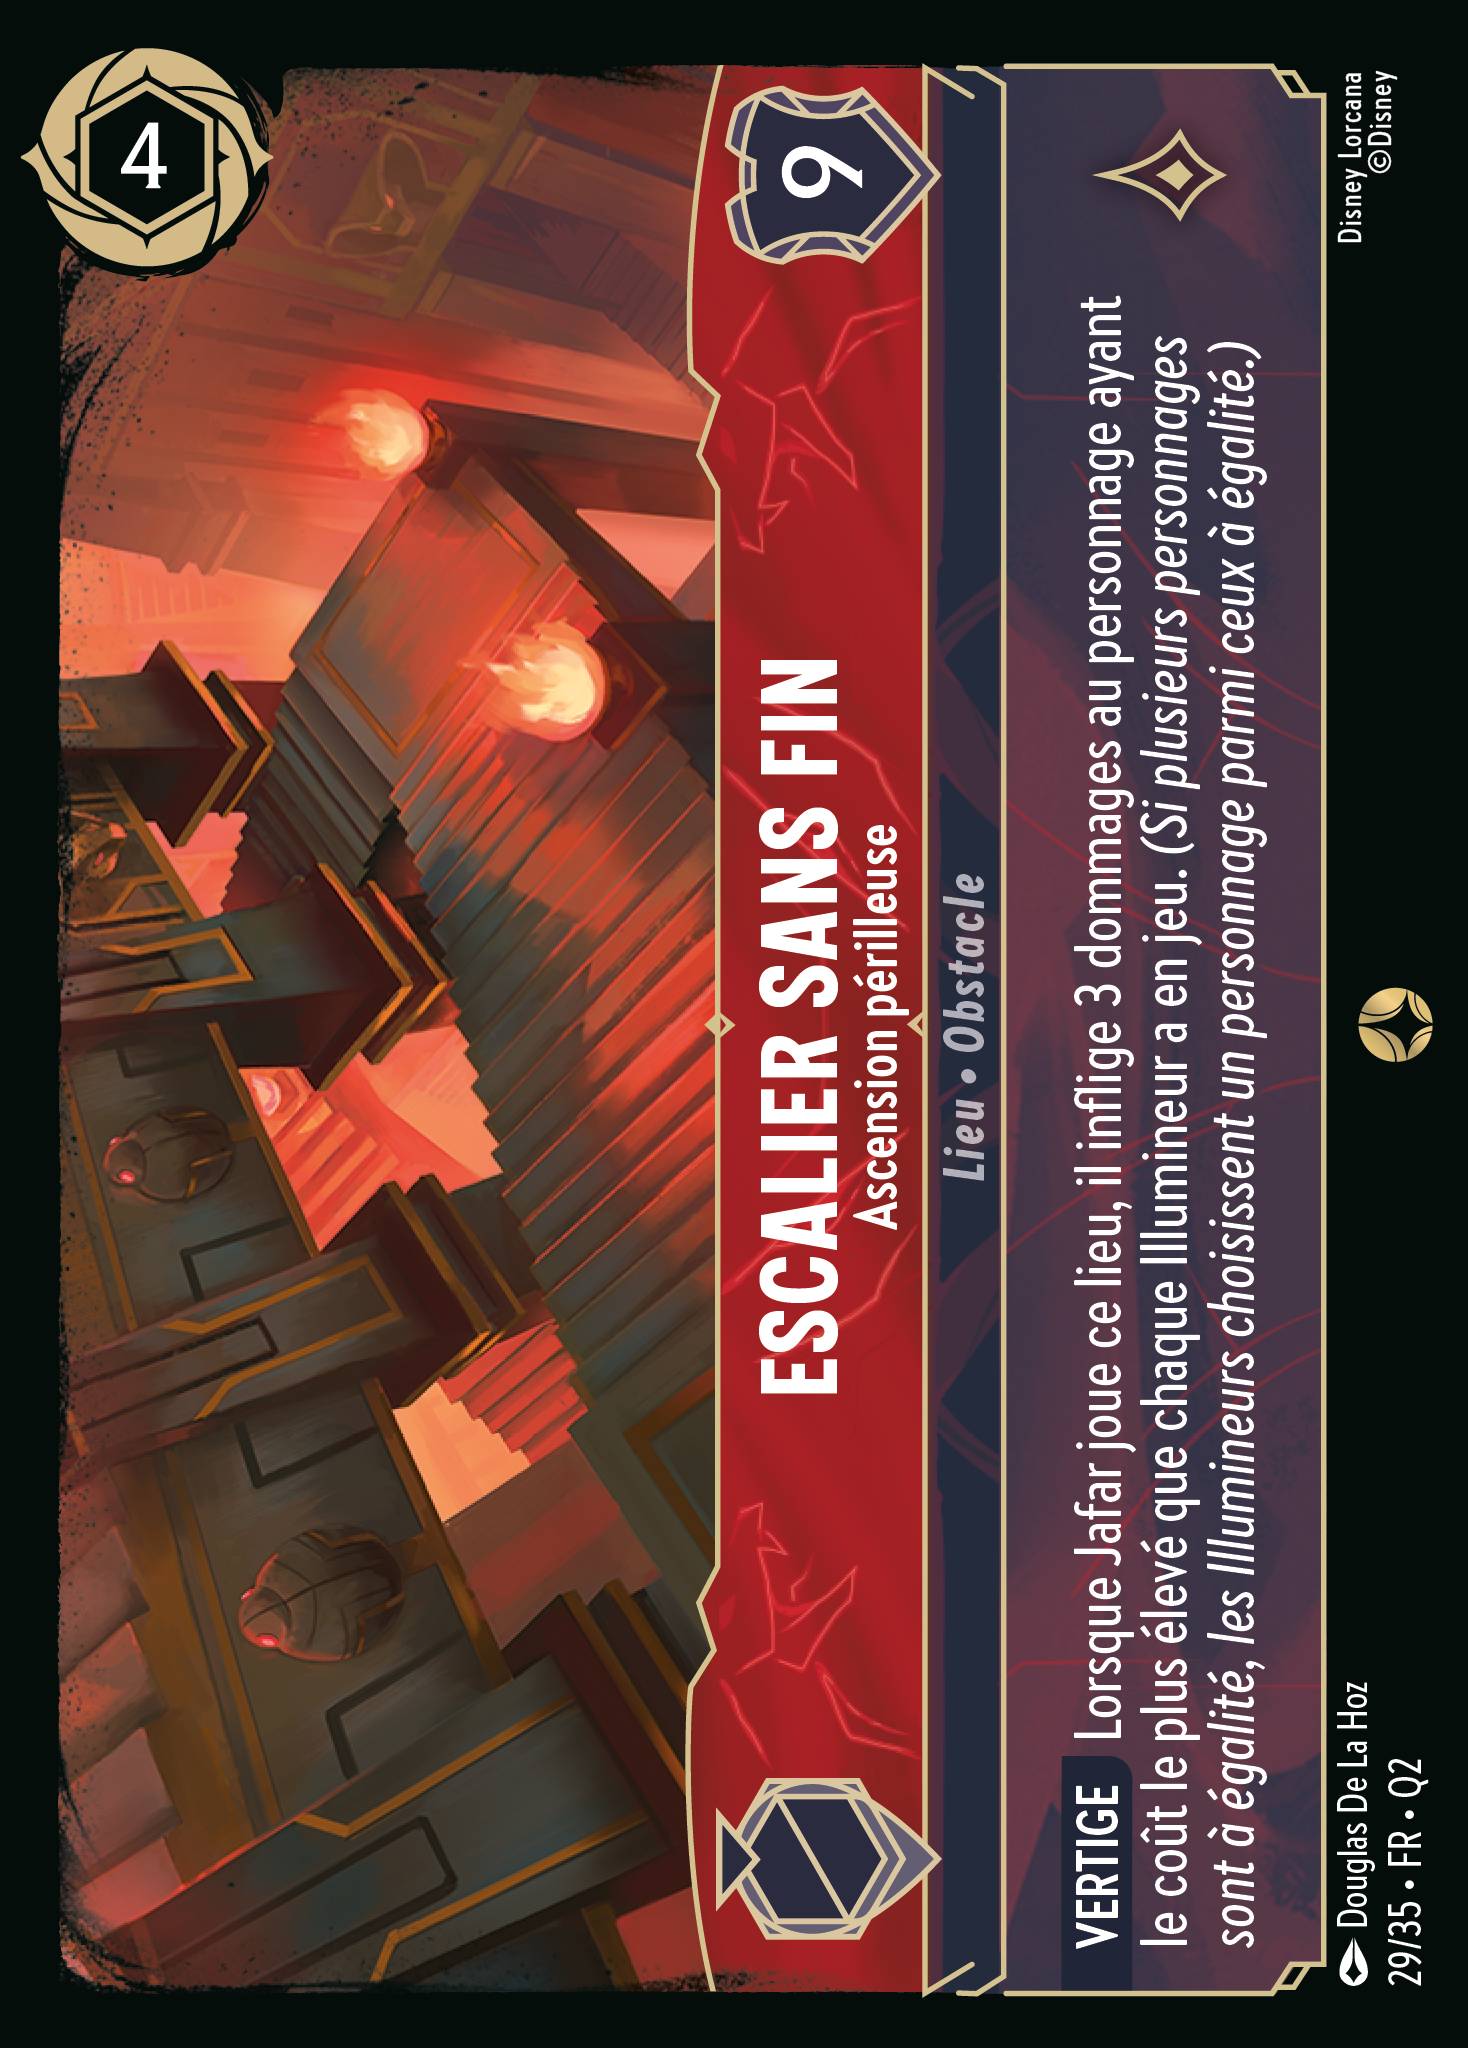 4
ESCALIER SANS FIN
Ascension périlleuse
9
Lieu • Obstacle
VERTIGE Lorsque Jafar joue ce lieu, il inflige 3 dommages au personnage ayant
le coût le plus élevé que chaque Illumineur a en jeu. (Si plusieurs personnages
sont à égalité, les Illumineurs choisissent un personnage parmi ceux à égalité.)
Douglas De La Hoz
29/35 • FR • Q2
Disney Lorcana
©Disney